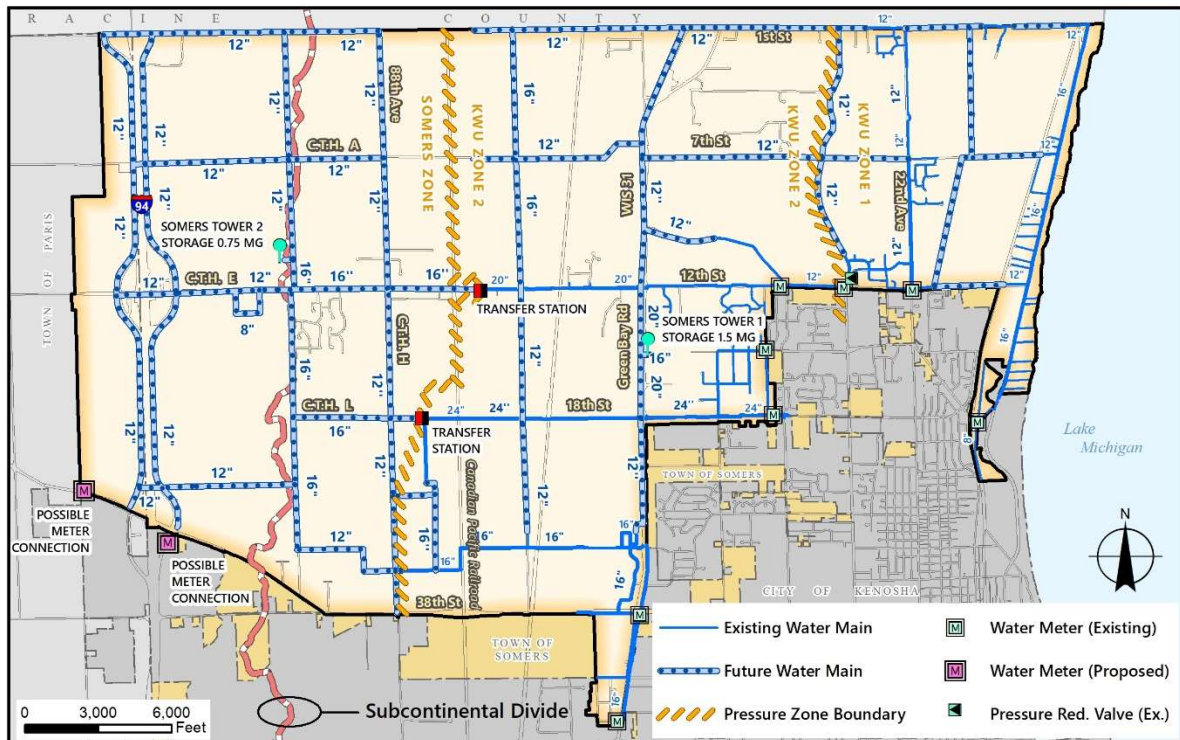 R A C I N E C O U N T Y
12"
12"
12"
12"
12"
12"
1st St
12"
12"
88th Ave
SOMERS ZONE
KWU ZONE 2
16"
KWU ZONE 2
KWU ZONE 1
12"
12"
16"
12"
12"
12"
12"
C.T.H. A
12"
12"
12"
7th St
12"
12"
12"
22nd Ave
12"
94
12"
12"
16"
WIS 31
12"
12"
16"
TOWN OF PARIS
SOMERS TOWER 2
STORAGE 0.75 MG
12"
12"
C.T.H. E
12"
12"
16"
16"
16"
20"
20"
12th St
12"
12"
12"
8"
TRANSFER STATION
SOMERS TOWER 1
STORAGE 1.5 MG
20"
16"
20"
Green Bay Rd
16"
C.T.H. H
12"
12"
16"
C.T.H. L
16"
24"
24"
18th St
24"
24"
TRANSFER
STATION
8"
Lake
Michigan
12"
12"
12"
12"
16"
12"
12"
12"
TOWN OF SOMERS
Canadian Pacific Railroad
POSSIBLE
METER
CONNECTION
POSSIBLE
METER
CONNECTION
12"
16"
16"
16"
16"
16"
38th St
CITY OF KENOSHA
TOWN OF
SOMERS
16"
N
M
Existing Water Main
M
Water Meter (Existing)
Future Water Main
M
Water Meter (Proposed)
Pressure Zone Boundary
Pressure Red. Valve (Ex.)
0 3,000 6,000
Feet
Subcontinental Divide